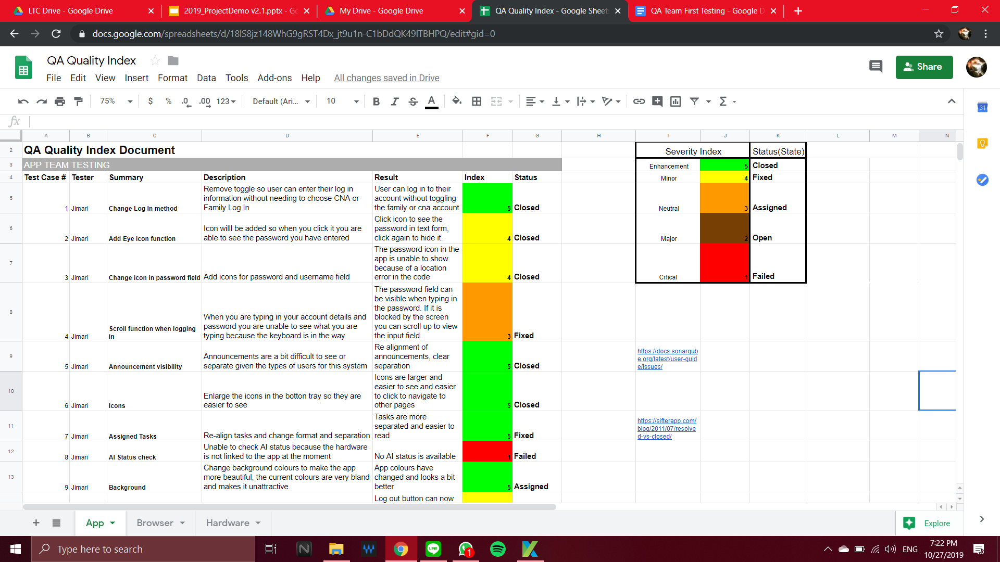 LTC Drive - Google Drive
2019_ProjectDemo v2.1.pptx - Go
My Drive - Google Drive
QA Quality Index - Google Sheets
QA Team First Testing - Google D
docs.google.com/spreadsheets/d/18lS8jz148WhG9gRST4Dx_jt9u1n-C1bDdQK49lTBHPQ/edit#gid=0
QA Quality Index
Share
File Edit View Insert Format Data Tools Add-ons Help All changes saved in Drive
75% $ % .0 .00 123 Default (Ari... 10 B I S A
31
fx
A B C D E F G H I J K L M N
2 QA Quality Index Document
Severity Index Status(State)
3 APP TEAM TESTING
Enhancement 5 Closed
4 Test Case # Tester Summary Description Result Index Status
Minor 4 Fixed
5
1 Jimari Change Log In method
Remove toggle so user can enter their log in
information without needing to choose CNA or
Family Log In
User can log in to their
account without toggling
the family or cna account
5 Closed
Neutral 3 Assigned
6
2 Jimari Add Eye icon function
Icon willl be added so when you click it you are
able to see the password you have entered
Click icon to see the
password in text form,
click again to hide it.
4 Closed
Major 2 Open
7
3 Jimari Change icon in password field
Add icons for password and username field
The password icon in the
app is unable to show
because of a location
error in the code
4 Closed
Crtical 1 Failed
8
4 Jimari Scroll function when logging
in
When you are typing in your account details and
password you are unable to see what you are
typing because the keyboard is in the way
The password field can
be visible when typing in
the password. If it is
blocked by the screen
you can scroll up to view
the input field.
3 Fixed
9
5 Jimari Announcement visibility
Announcements are a bit difficult to see or
separate given the types of users for this system
Re alignment of
announcements, clear
separation
5 Closed
https://docs.sonarqub
e.org/latest/user-guid
e/issues/
10
6 Jimari Icons
Enlarge the icons in the botton tray so they are
easier to see
Icons are larger and
easier to see and easier
to click to navigate to
other pages
5 Closed
11
7 Jimari Assigned Tasks
Re-align tasks and change format and separation
Tasks are more
separated and easier to
read
5 Fixed
https://sifterapp.com/
blog/2011/07/resolve
d-vs-closed/
12
8 Jimari AI Status check
Unable to check AI status because the hardware
is not linked to the app at the moment
No AI status is available
1 Failed
13
9 Jimari Background
Change background colours to make the app
more beautiful, the current colours are very bland
and makes it unattractive
App colours have
changed and looks a bit
better
5 Assigned
Log out button can now
App Browser Hardware
Explore
Type here to search
LINE
1
ENG
7:22 PM
10/27/2019